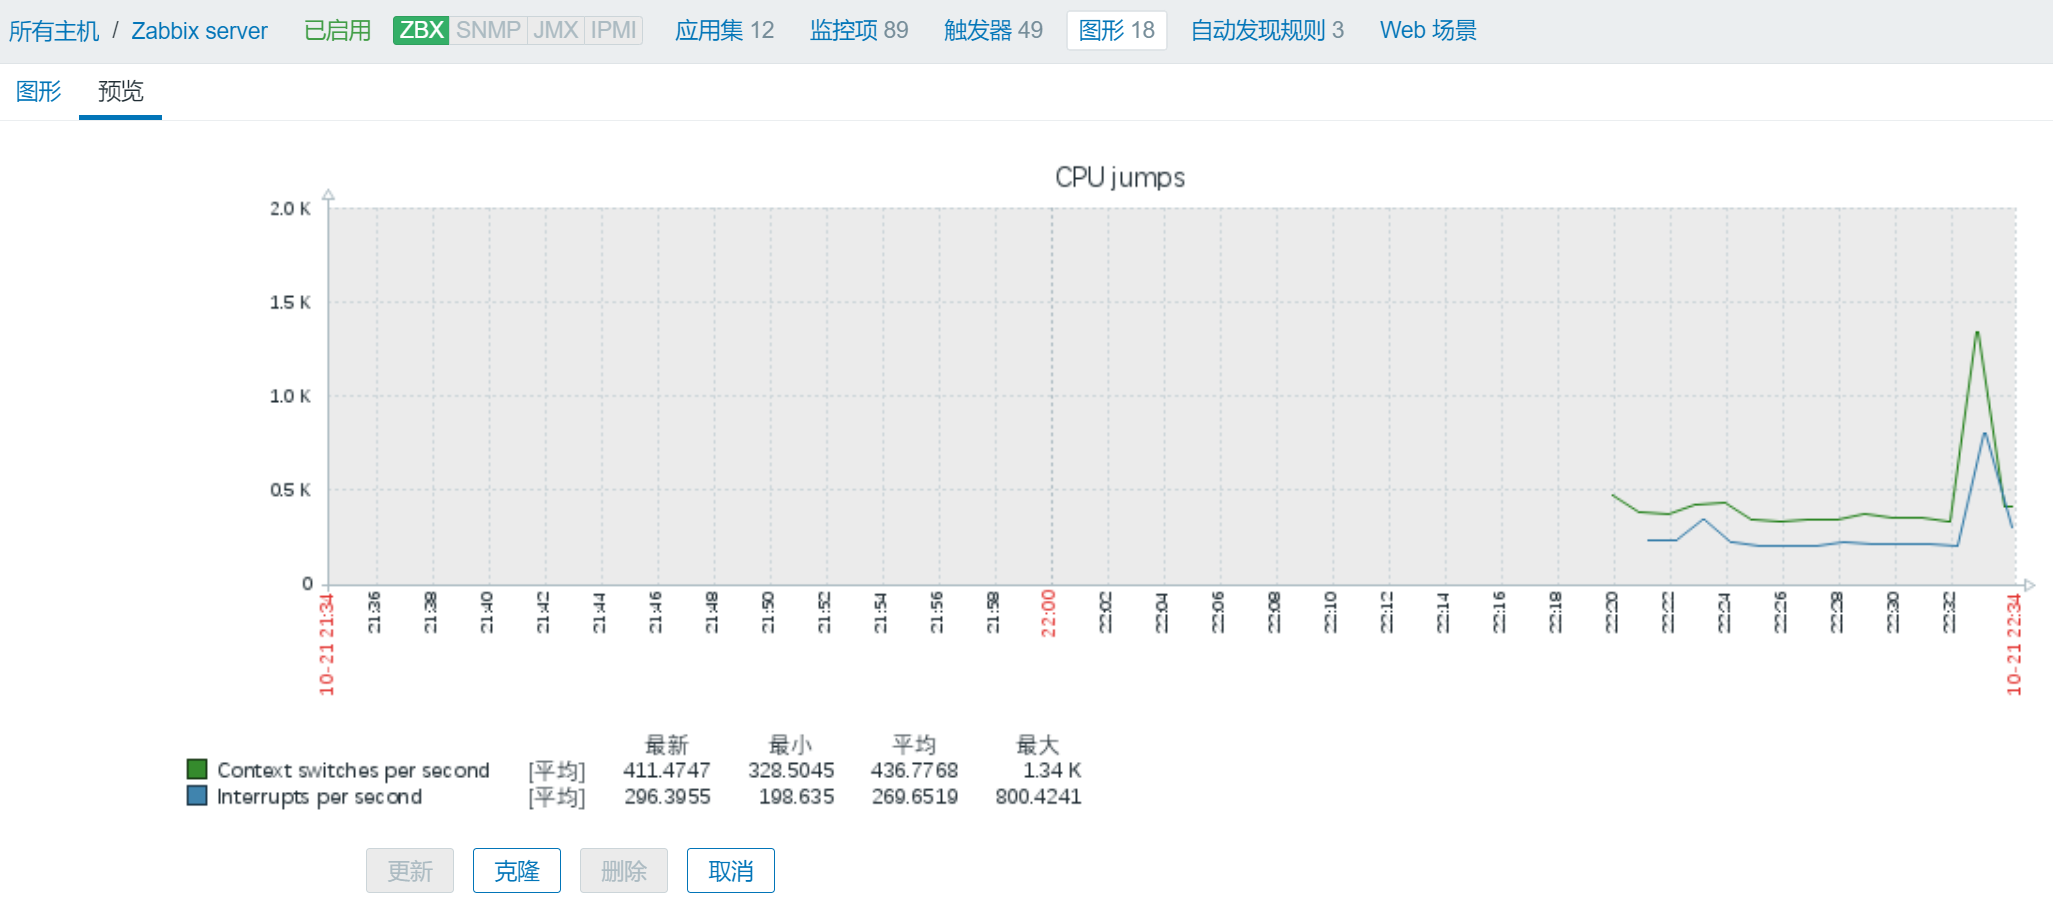 所有主机 / Zabbix server 已启用 ZBX SNMP JMX IPMI 应用集 12 监控项 89 触发器 49 图形 18 自动发现规则 3 Web 场景
图形 预览
CPU jumps
2.0 K
1.5 K
1.0 K
0.5 K
0
10-21 21:34 21:36 21:38 21:40 21:42 21:44 21:46 21:48 21:50 21:52 21:54 21:56 21:58 22:00 22:02 22:04 22:06 22:08 22:10 22:12 22:14 22:16 22:18 22:20 22:22 22:24 22:26 22:28 22:30 22:32 10-21 22:34
最新 最小 平均 最大
Context switches per second [平均] 411.4747 328.5045 436.7768 1.34 K
Interrupts per second [平均] 296.3955 198.635 269.6519 800.4241
更新 克隆 删除 取消